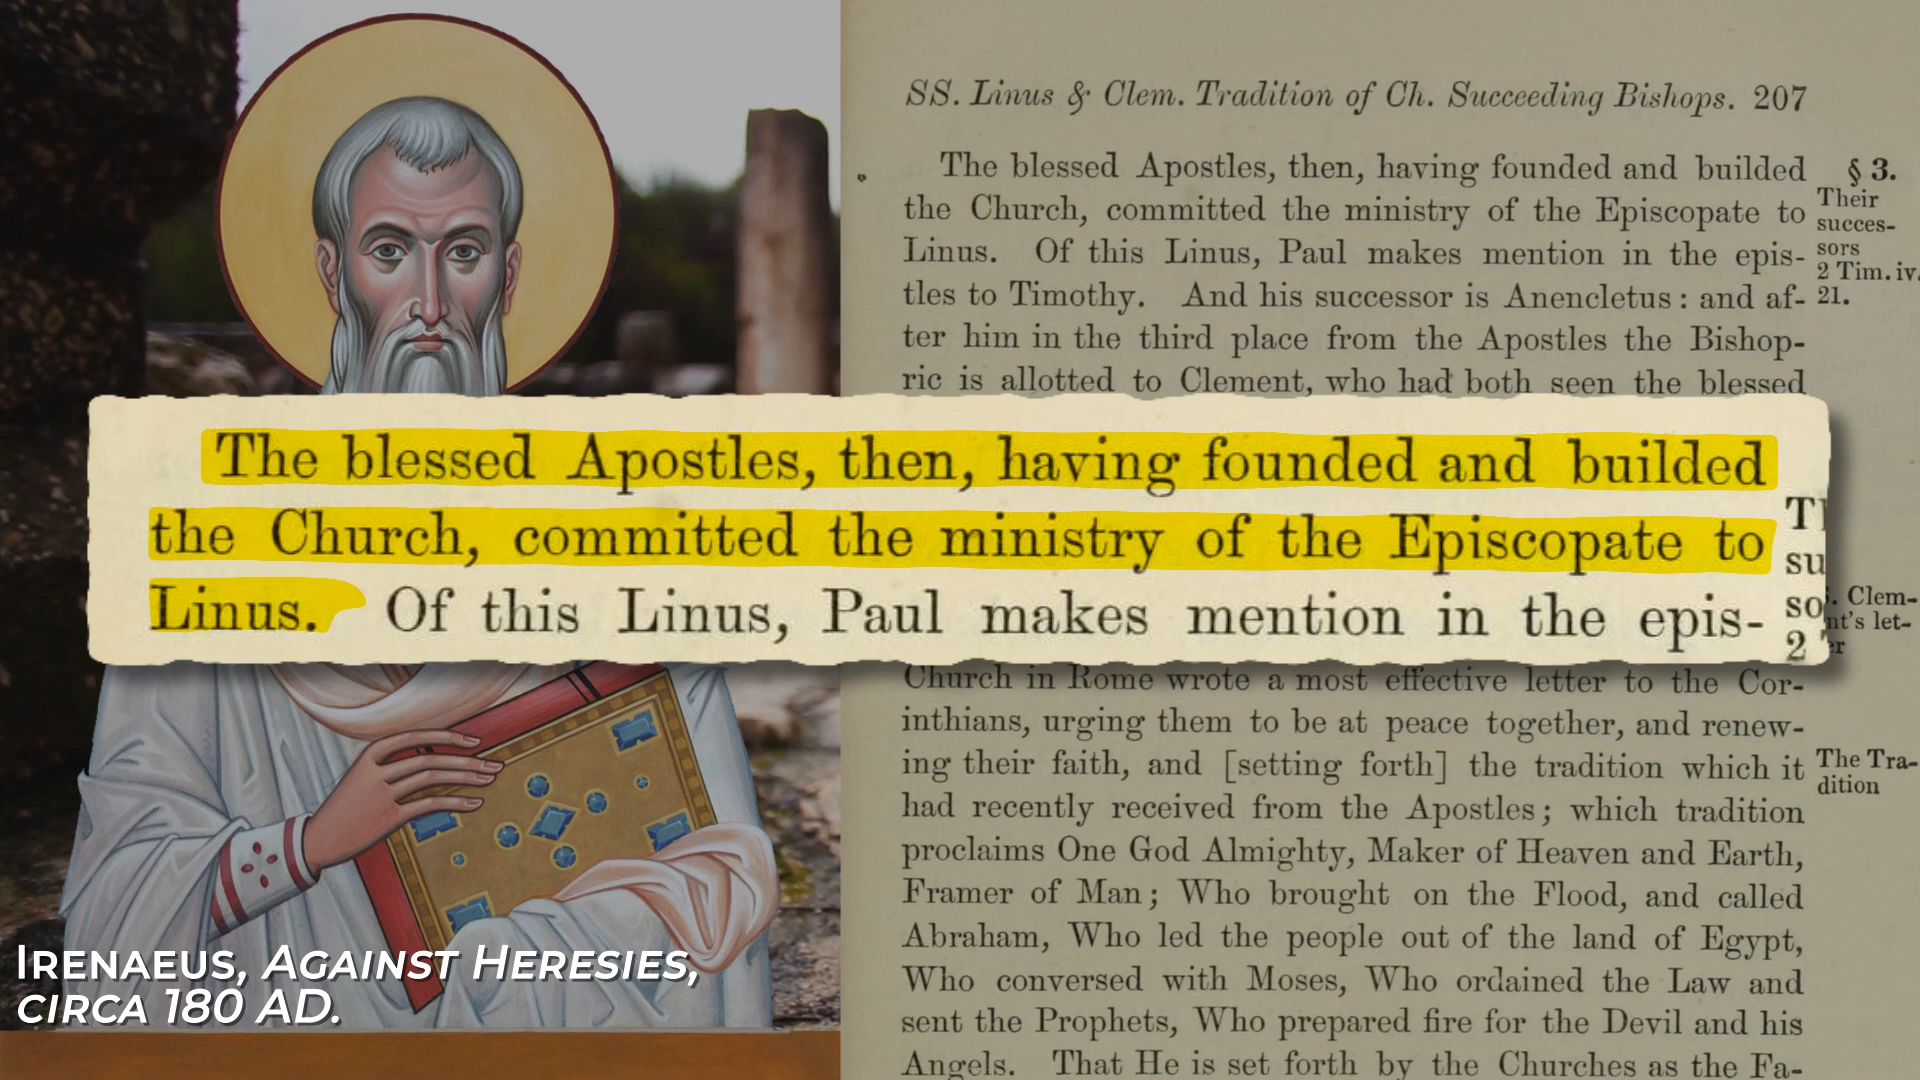 SS. Linus & Clem. Tradition of Ch. Succeeding Bishops. 207
The blessed Apostles, then, having founded and builded
the Church, committed the ministry of the Episcopate to
Linus. Of this Linus, Paul makes mention in the epis-
tles to Timothy. And his successor is Anencletus: and af-
ter him in the third place from the Apostles the Bishop-
ric is allotted to Clement, who had both seen the blessed
§ 3.
Their
succes-
sors
2 Tim. iv.
21.
The blessed Apostles, then, having founded and builded
the Church, committed the ministry of the Episcopate to
Linus. Of this Linus, Paul makes mention in the epis-
su
so
2
Clem-
nt's let-
er
Church in Rome wrote a most effective letter to the Cor-
inthians, urging them to be at peace together, and renew-
ing their faith, and [setting forth] the tradition which it
had recently received from the Apostles; which tradition
proclaims One God Almighty, Maker of Heaven and Earth,
Framer of Man; Who brought on the Flood, and called
Abraham, Who led the people out of the land of Egypt,
Who conversed with Moses, Who ordained the Law and
sent the Prophets, Who prepared fire for the Devil and his
Angels. That He is set forth by the Churches as the Fa-
The Tra-
dition
Irenaeus, Against Heresies,
circa 180 AD.